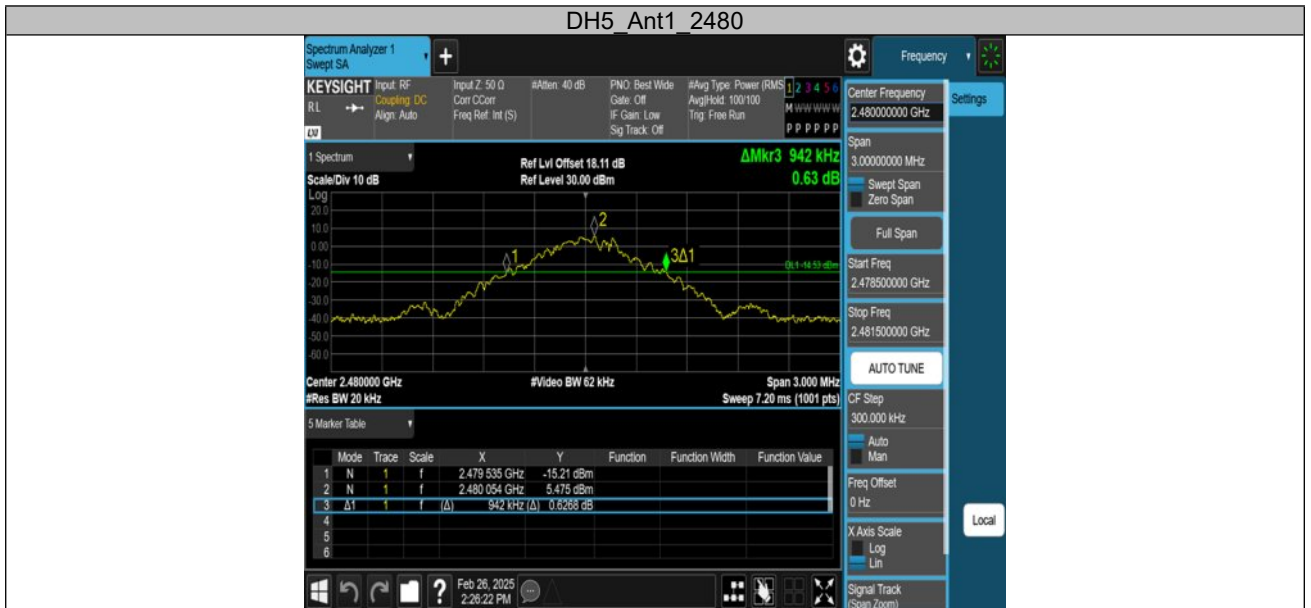 DH5_Ant1_2480
Spectrum Analyzer 1
Swept SA
Frequency
KEYSIGHT
RL
LXI
Input: RF
Coupling: DC
Align: Auto
Input Z: 50 Ω
Corr CCorr
Freq Ref: Int (S)
#Atten: 40 dB
PNO: Best Wide
Gate: Off
IF Gain: Low
Sig Track: Off
#Avg Type: Power (RMS
Avg|Hold: 100/100
Trig: Free Run
1 2 3 4 5 6
M W W W W W
P P P P P P
1 Spectrum
Scale/Div 10 dB
Ref Lvl Offset 18.11 dB
Ref Level 30.00 dBm
ΔMkr3 942 kHz
0.63 dB
Log
20.0
10.0
0.00
-10.0
-20.0
-30.0
-40.0
-50.0
-60.0
1
2
3Δ1
DL1 -14.53 dBm
Center 2.480000 GHz
#Res BW 20 kHz
#Video BW 62 kHz
Span 3.000 MHz
Sweep 7.20 ms (1001 pts)
5 Marker Table
Mode Trace Scale X Y Function Function Width Function Value
1 N 1 f 2.479 535 GHz -15.21 dBm
2 N 1 f 2.480 054 GHz 5.475 dBm
3 Δ1 1 f (Δ) 942 kHz (Δ) 0.6268 dB
4
5
6
Feb 26, 2025
2:26:22 PM
Center Frequency
2.480000000 GHz
Settings
Span
3.00000000 MHz
Swept Span
Zero Span
Full Span
Start Freq
2.478500000 GHz
Stop Freq
2.481500000 GHz
AUTO TUNE
CF Step
300.000 kHz
Auto
Man
Freq Offset
0 Hz
Local
X Axis Scale
Log
Lin
Signal Track
(Span Zoom)